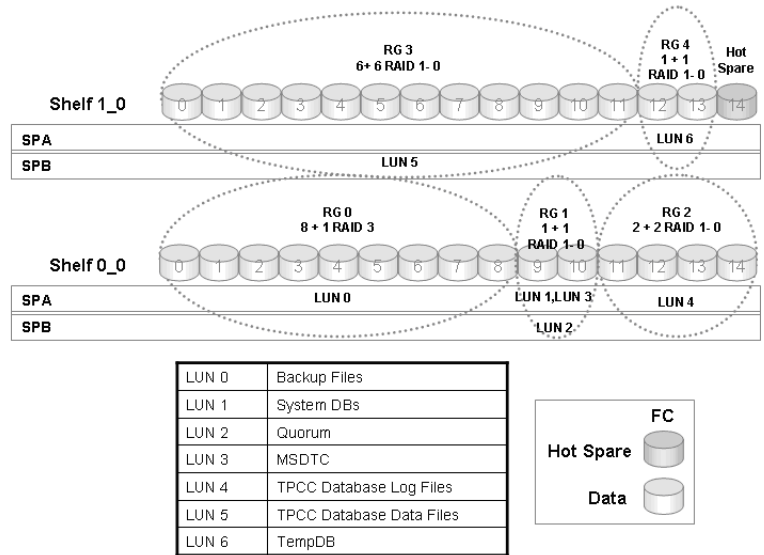 RG 3
6+ 6 RAID 1- 0
RG 4
1 + 1
RAID 1- 0
Hot
Spare
Shelf 1_0
0 1 2 3 4 5 6 7 8 9 10 11 12 13 14
SPA
LUN 6
SPB
LUN 5
RG 0
8 + 1 RAID 3
RG 1
1 + 1
RAID 1- 0
RG 2
2 + 2 RAID 1- 0
Shelf 0_0
0 1 2 3 4 5 6 7 8 9 10 11 12 13 14
SPA
LUN 0
LUN 1,LUN 3
LUN 4
SPB
LUN 2
LUN 0 Backup Files
LUN 1 System DBs
LUN 2 Quorum
LUN 3 MSDTC
LUN 4 TPCC Database Log Files
LUN 5 TPCC Database Data Files
LUN 6 TempDB
FC
Hot Spare
Data